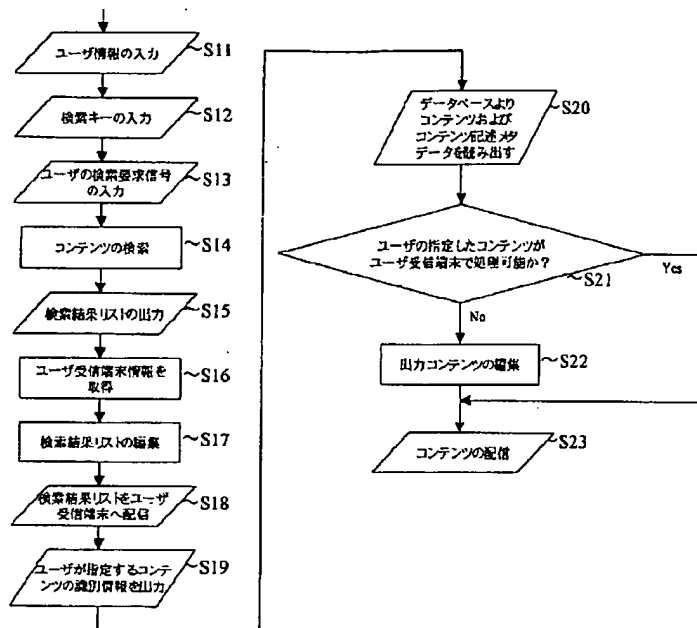 ユーザ情報の入力
S11
検索キーの入力
S12
ユーザの検索要求信号
の入力
S13
コンテンツの検索
S14
検索結果リストの出力
S15
ユーザ受信端末情報を
取得
S16
検索結果リストの編集
S17
検索結果リストをユーザ
受信端末へ配信
S18
ユーザが指定するコンテ
ンツの識別情報を出力
S19
データベースより
コンテンツおよび
コンテンツ記述メタ
データを読み出す
S20
ユーザの指定したコンテンツが
ユーザ受信端末で処理可能か?
S21
Yes
No
出力コンテンツの編集
S22
コンテンツの配信
S23